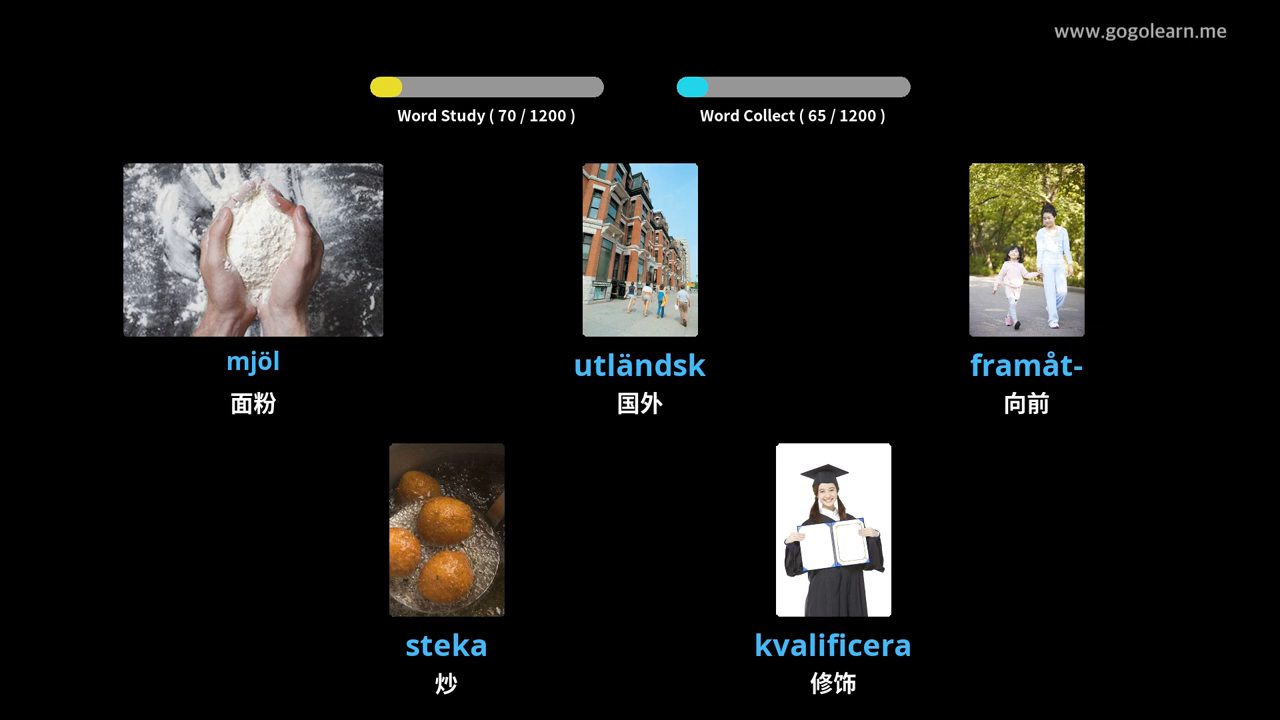 www.gogolearn.me
Word Study ( 70 / 1200 )
Word Collect ( 65 / 1200 )
mjöl
面粉
utländsk
国外
framåt-
向前
steka
炒
kvalificera
修饰